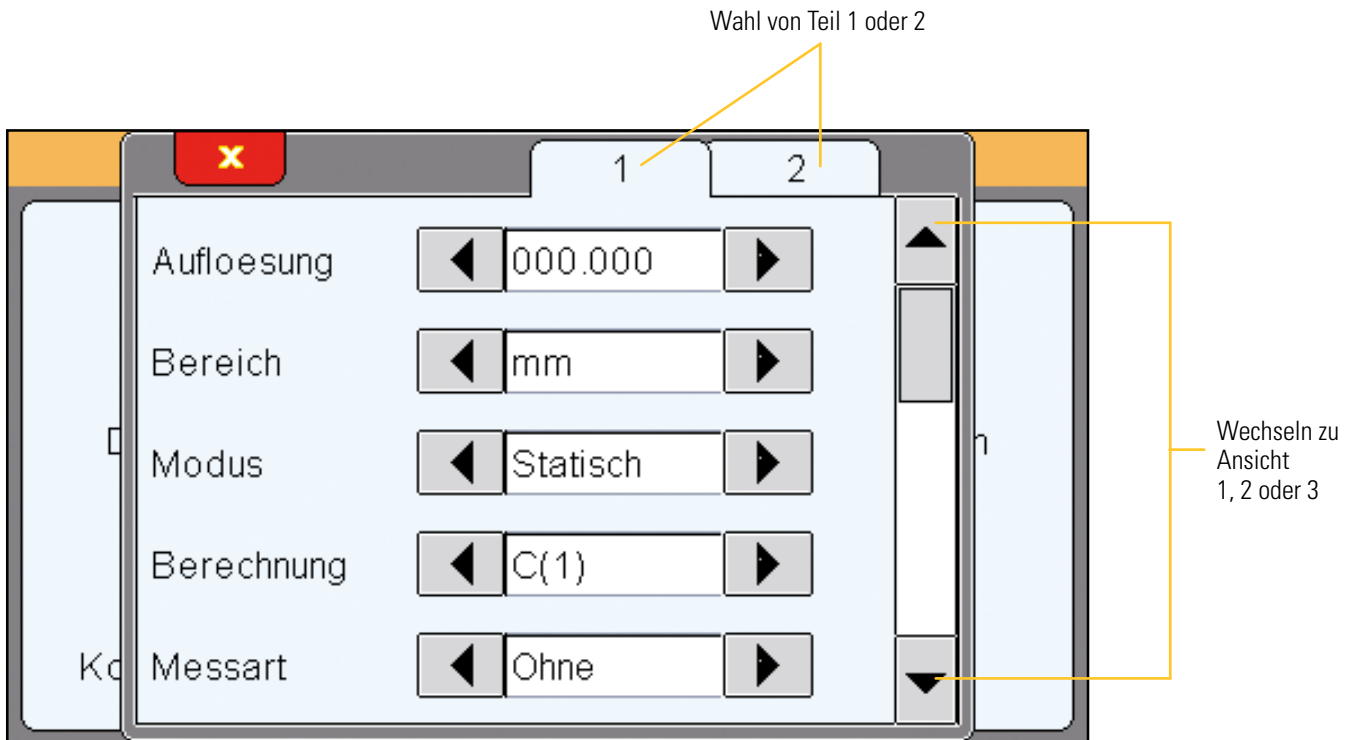 Wahl von Teil 1 oder 2
x
1
2
Aufloesung
000.000
Bereich
mm
Modus
Statisch
Berechnung
C(1)
Messart
Ohne
Wechseln zu
Ansicht
1, 2 oder 3